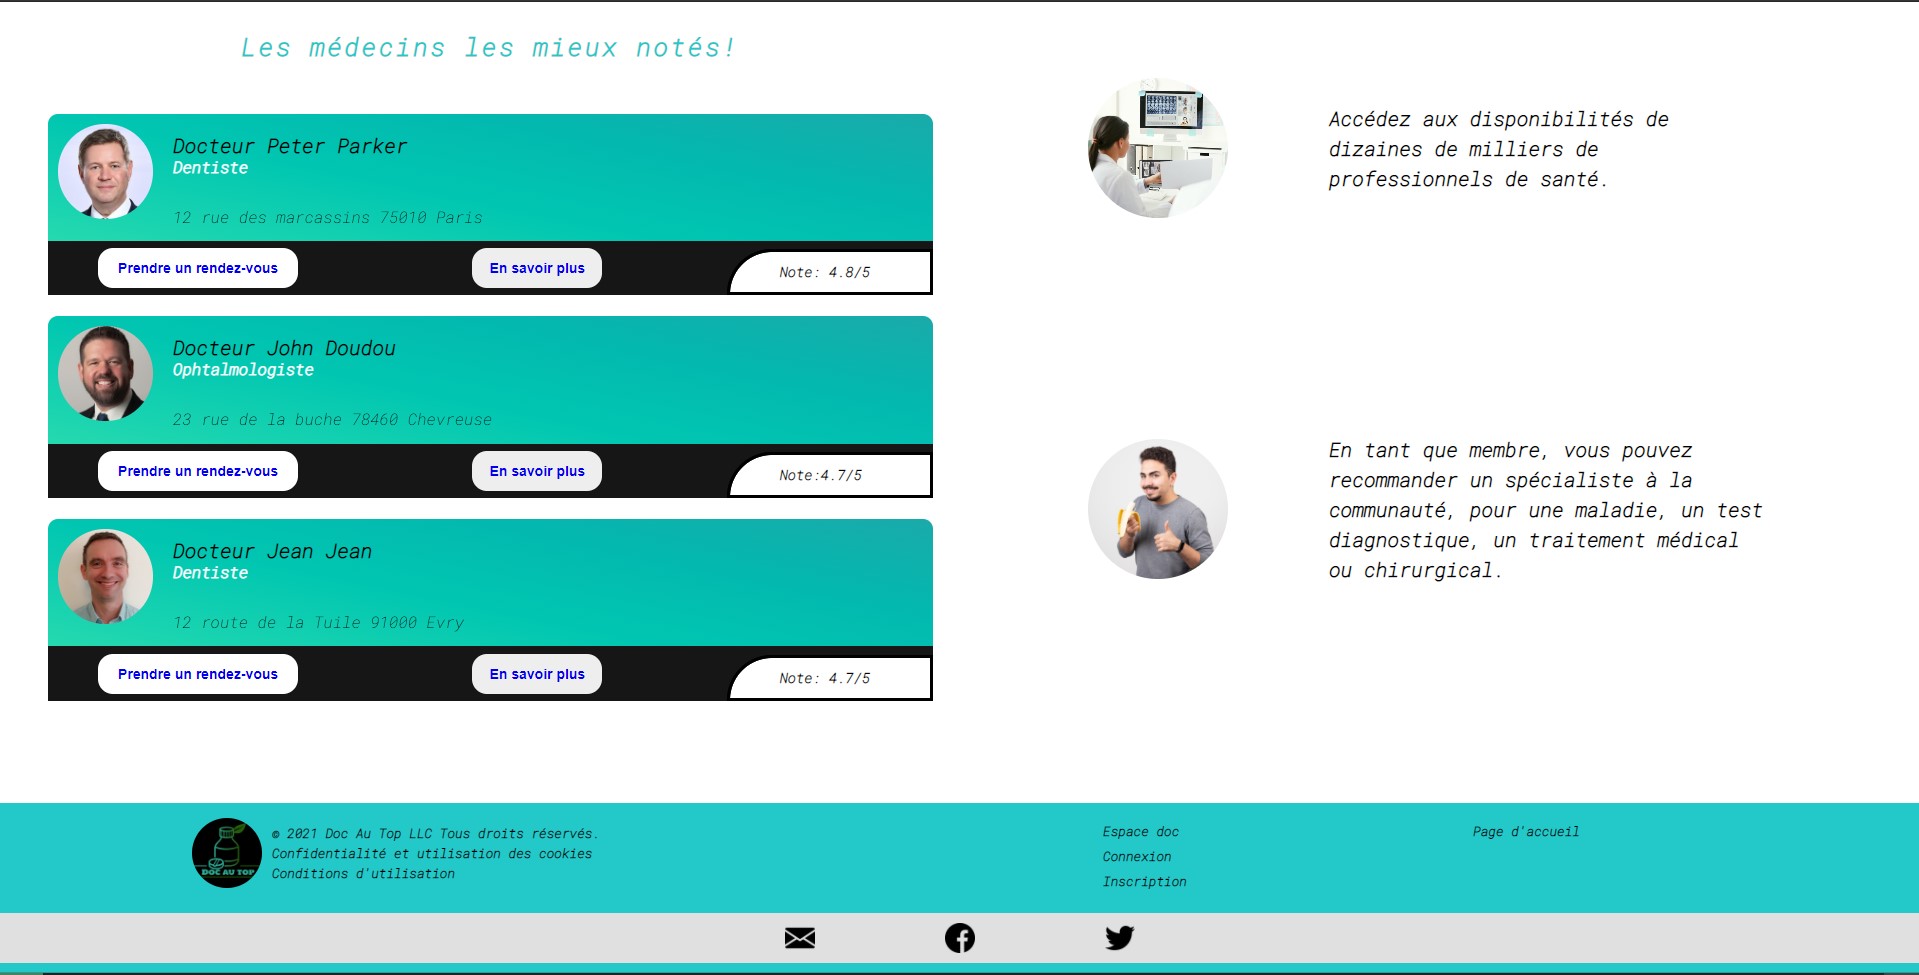 Les médecins les mieux notés!
Docteur Peter Parker
Dentiste
12 rue des marcassins 75010 Paris
Prendre un rendez-vous
En savoir plus
Note: 4.8/5
Docteur John Doudou
Ophtalmologiste
23 rue de la buche 78460 Chevreuse
Prendre un rendez-vous
En savoir plus
Note:4.7/5
Docteur Jean Jean
Dentiste
12 route de la Tuile 91000 Evry
Prendre un rendez-vous
En savoir plus
Note: 4.7/5
Accédez aux disponibilités de
dizaines de milliers de
professionnels de santé.
En tant que membre, vous pouvez
recommander un spécialiste à la
communauté, pour une maladie, un test
diagnostique, un traitement médical
ou chirurgical.
DOC AU TOP
© 2021 Doc Au Top LLC Tous droits réservés.
Confidentialité et utilisation des cookies
Conditions d'utilisation
Espace doc
Connexion
Inscription
Page d'accueil